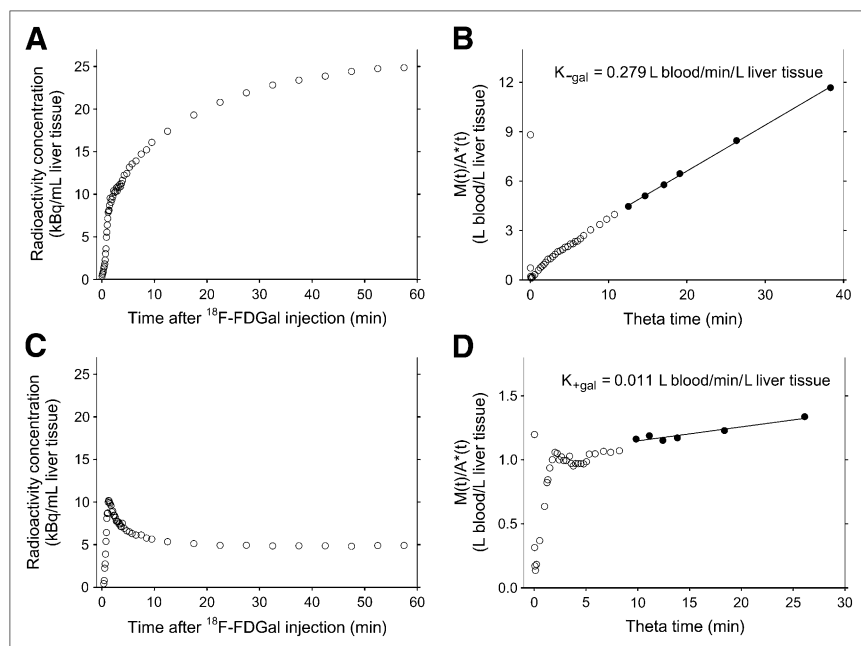 A
Radioactivity concentration
(kBq/mL liver tissue)
25
20
15
10
5
0
0 10 20 30 40 50 60
Time after ¹⁸F-FDGal injection (min)
B
K−gal = 0.279 L blood/min/L liver tissue
M(t)/A*(t)
(L blood/L liver tissue)
12
9
6
3
0
0 10 20 30 40
Theta time (min)
C
Radioactivity concentration
(kBq/mL liver tissue)
25
20
15
10
5
0
0 10 20 30 40 50 60
Time after ¹⁸F-FDGal injection (min)
D
K+gal = 0.011 L blood/min/L liver tissue
M(t)/A*(t)
(L blood/L liver tissue)
1.5
1.0
0.5
0.0
0 5 10 15 20 25 30
Theta time (min)